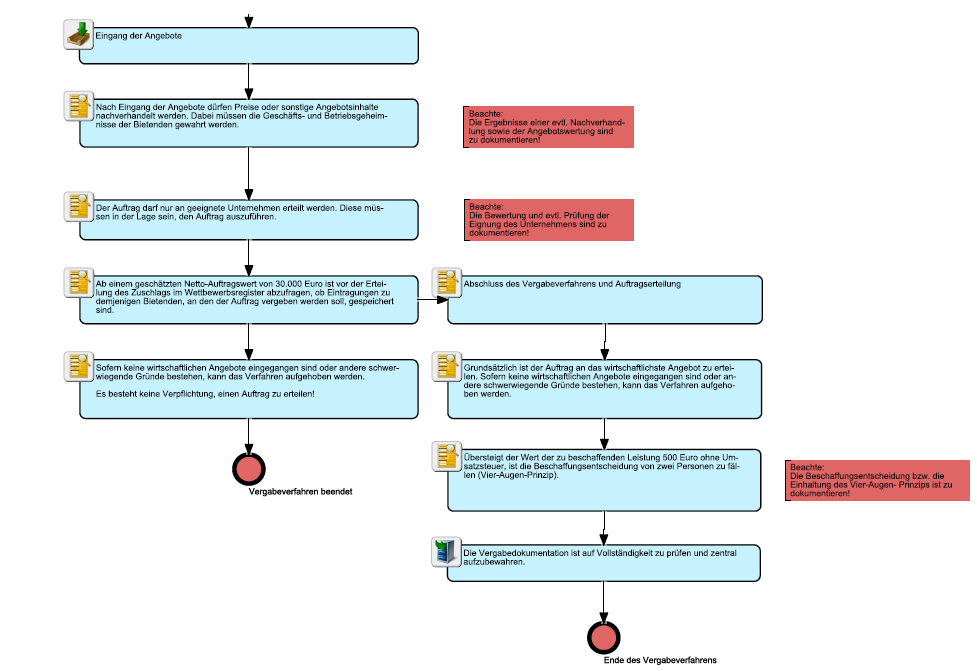 Eingang der Angebote
Nach Eingang der Angebote dürfen Preise oder sonstige Angebotsinhalte
nachverhandelt werden. Dabei müssen die Geschäfts- und Betriebsgeheim-
nisse der Bietenden gewahrt werden.
Beachte:
Die Ergebnisse einer evtl. Nachverhand-
lung sowie der Angebotswertung sind
zu dokumentieren!
Der Auftrag darf nur an geeignete Unternehmen erteilt werden. Diese müs-
sen in der Lage sein, den Auftrag auszuführen.
Beachte:
Die Bewertung und evtl. Prüfung der
Eignung des Unternehmens sind zu
dokumentieren!
Ab einem geschätzten Netto-Auftragswert von 30.000 Euro ist vor der Ertei-
lung des Zuschlags im Wettbewerbsregister abzufragen, ob Eintragungen zu
demjenigen Bietenden, an den der Auftrag vergeben werden soll, gespeichert
sind.
Abschluss des Vergabeverfahrens und Auftragserteilung
Sofern keine wirtschaftlichen Angebote eingegangen sind oder andere schwer-
wiegende Gründe bestehen, kann das Verfahren aufgehoben werden.
Es besteht keine Verpflichtung, einen Auftrag zu erteilen!
Grundsätzlich ist der Auftrag an das wirtschaftlichste Angebot zu ertei-
len. Sofern keine wirtschaftlichen Angebote eingegangen sind oder an-
dere schwerwiegende Gründe bestehen, kann das Verfahren aufgeho-
ben werden.
Vergabeverfahren beendet
Übersteigt der Wert der zu beschaffenden Leistung 500 Euro ohne Um-
satzsteuer, ist die Beschaffungsentscheidung von zwei Personen zu fäl-
len (Vier-Augen-Prinzip).
Beachte:
Die Beschaffungsentscheidung bzw. die
Einhaltung des Vier-Augen- Prinzips ist zu
dokumentieren!
Die Vergabedokumentation ist auf Vollständigkeit zu prüfen und zentral
aufzubewahren.
Ende des Vergabeverfahrens